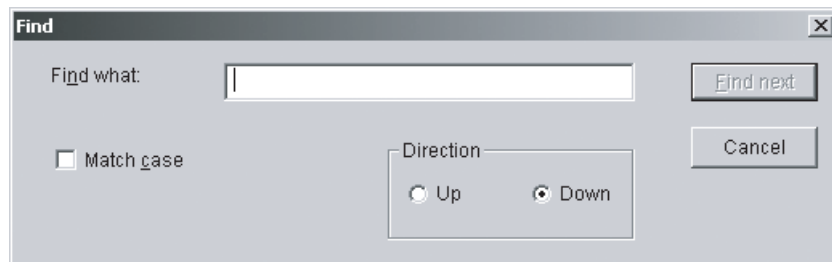 Find
Find what:
Find next
Match case
Direction
Cancel
Up
Down